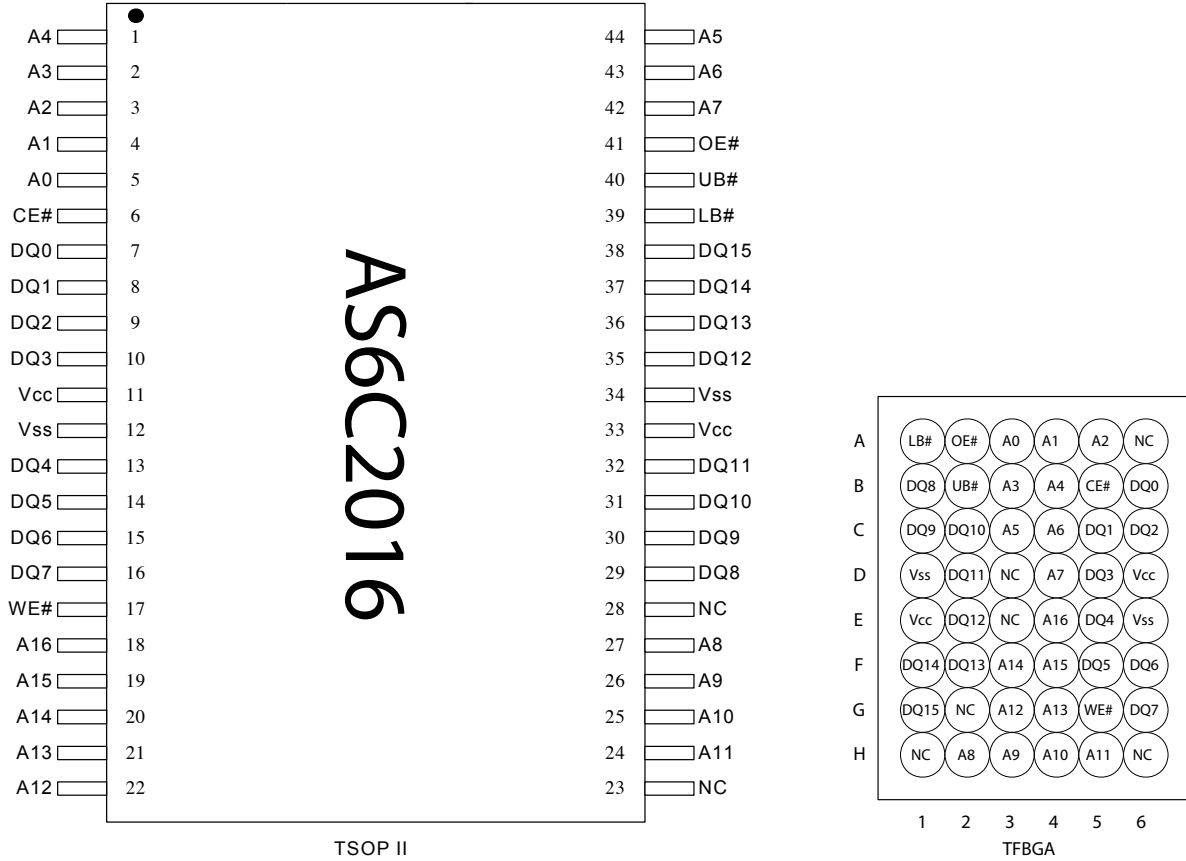 A4 1 44 A5
A3 2 43 A6
A2 3 42 A7
A1 4 41 OE#
A0 5 40 UB#
CE# 6 39 LB#
DQ0 7 38 DQ15
DQ1 8 37 DQ14
DQ2 9 36 DQ13
DQ3 10 35 DQ12
Vcc 11 34 Vss
Vss 12 33 Vcc
DQ4 13 32 DQ11
DQ5 14 31 DQ10
DQ6 15 30 DQ9
DQ7 16 29 DQ8
WE# 17 28 NC
A16 18 27 A8
A15 19 26 A9
A14 20 25 A10
A13 21 24 A11
A12 22 23 NC
AS6C2016
TSOP II
A LB# OE# A0 A1 A2 NC
B DQ8 UB# A3 A4 CE# DQ0
C DQ9 DQ10 A5 A6 DQ1 DQ2
D Vss DQ11 NC A7 DQ3 Vcc
E Vcc DQ12 NC A16 DQ4 Vss
F DQ14 DQ13 A14 A15 DQ5 DQ6
G DQ15 NC A12 A13 WE# DQ7
H NC A8 A9 A10 A11 NC
1 2 3 4 5 6
TFBGA